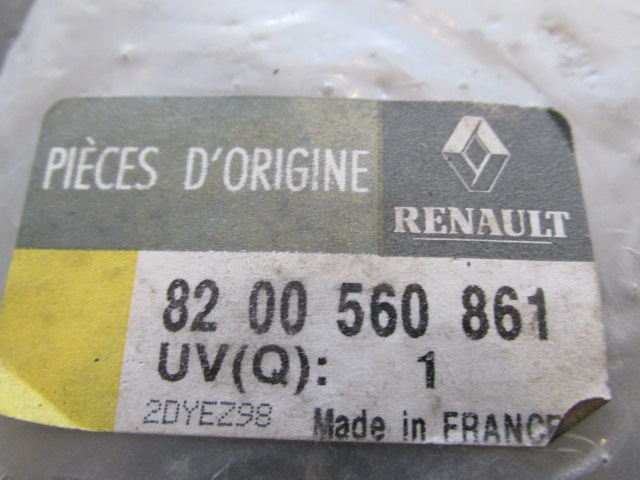 PIÈCES D'ORIGINE
RENAULT
82 00 560 861
UV(Q): 1
2DYEZ98
Made in FRANCE